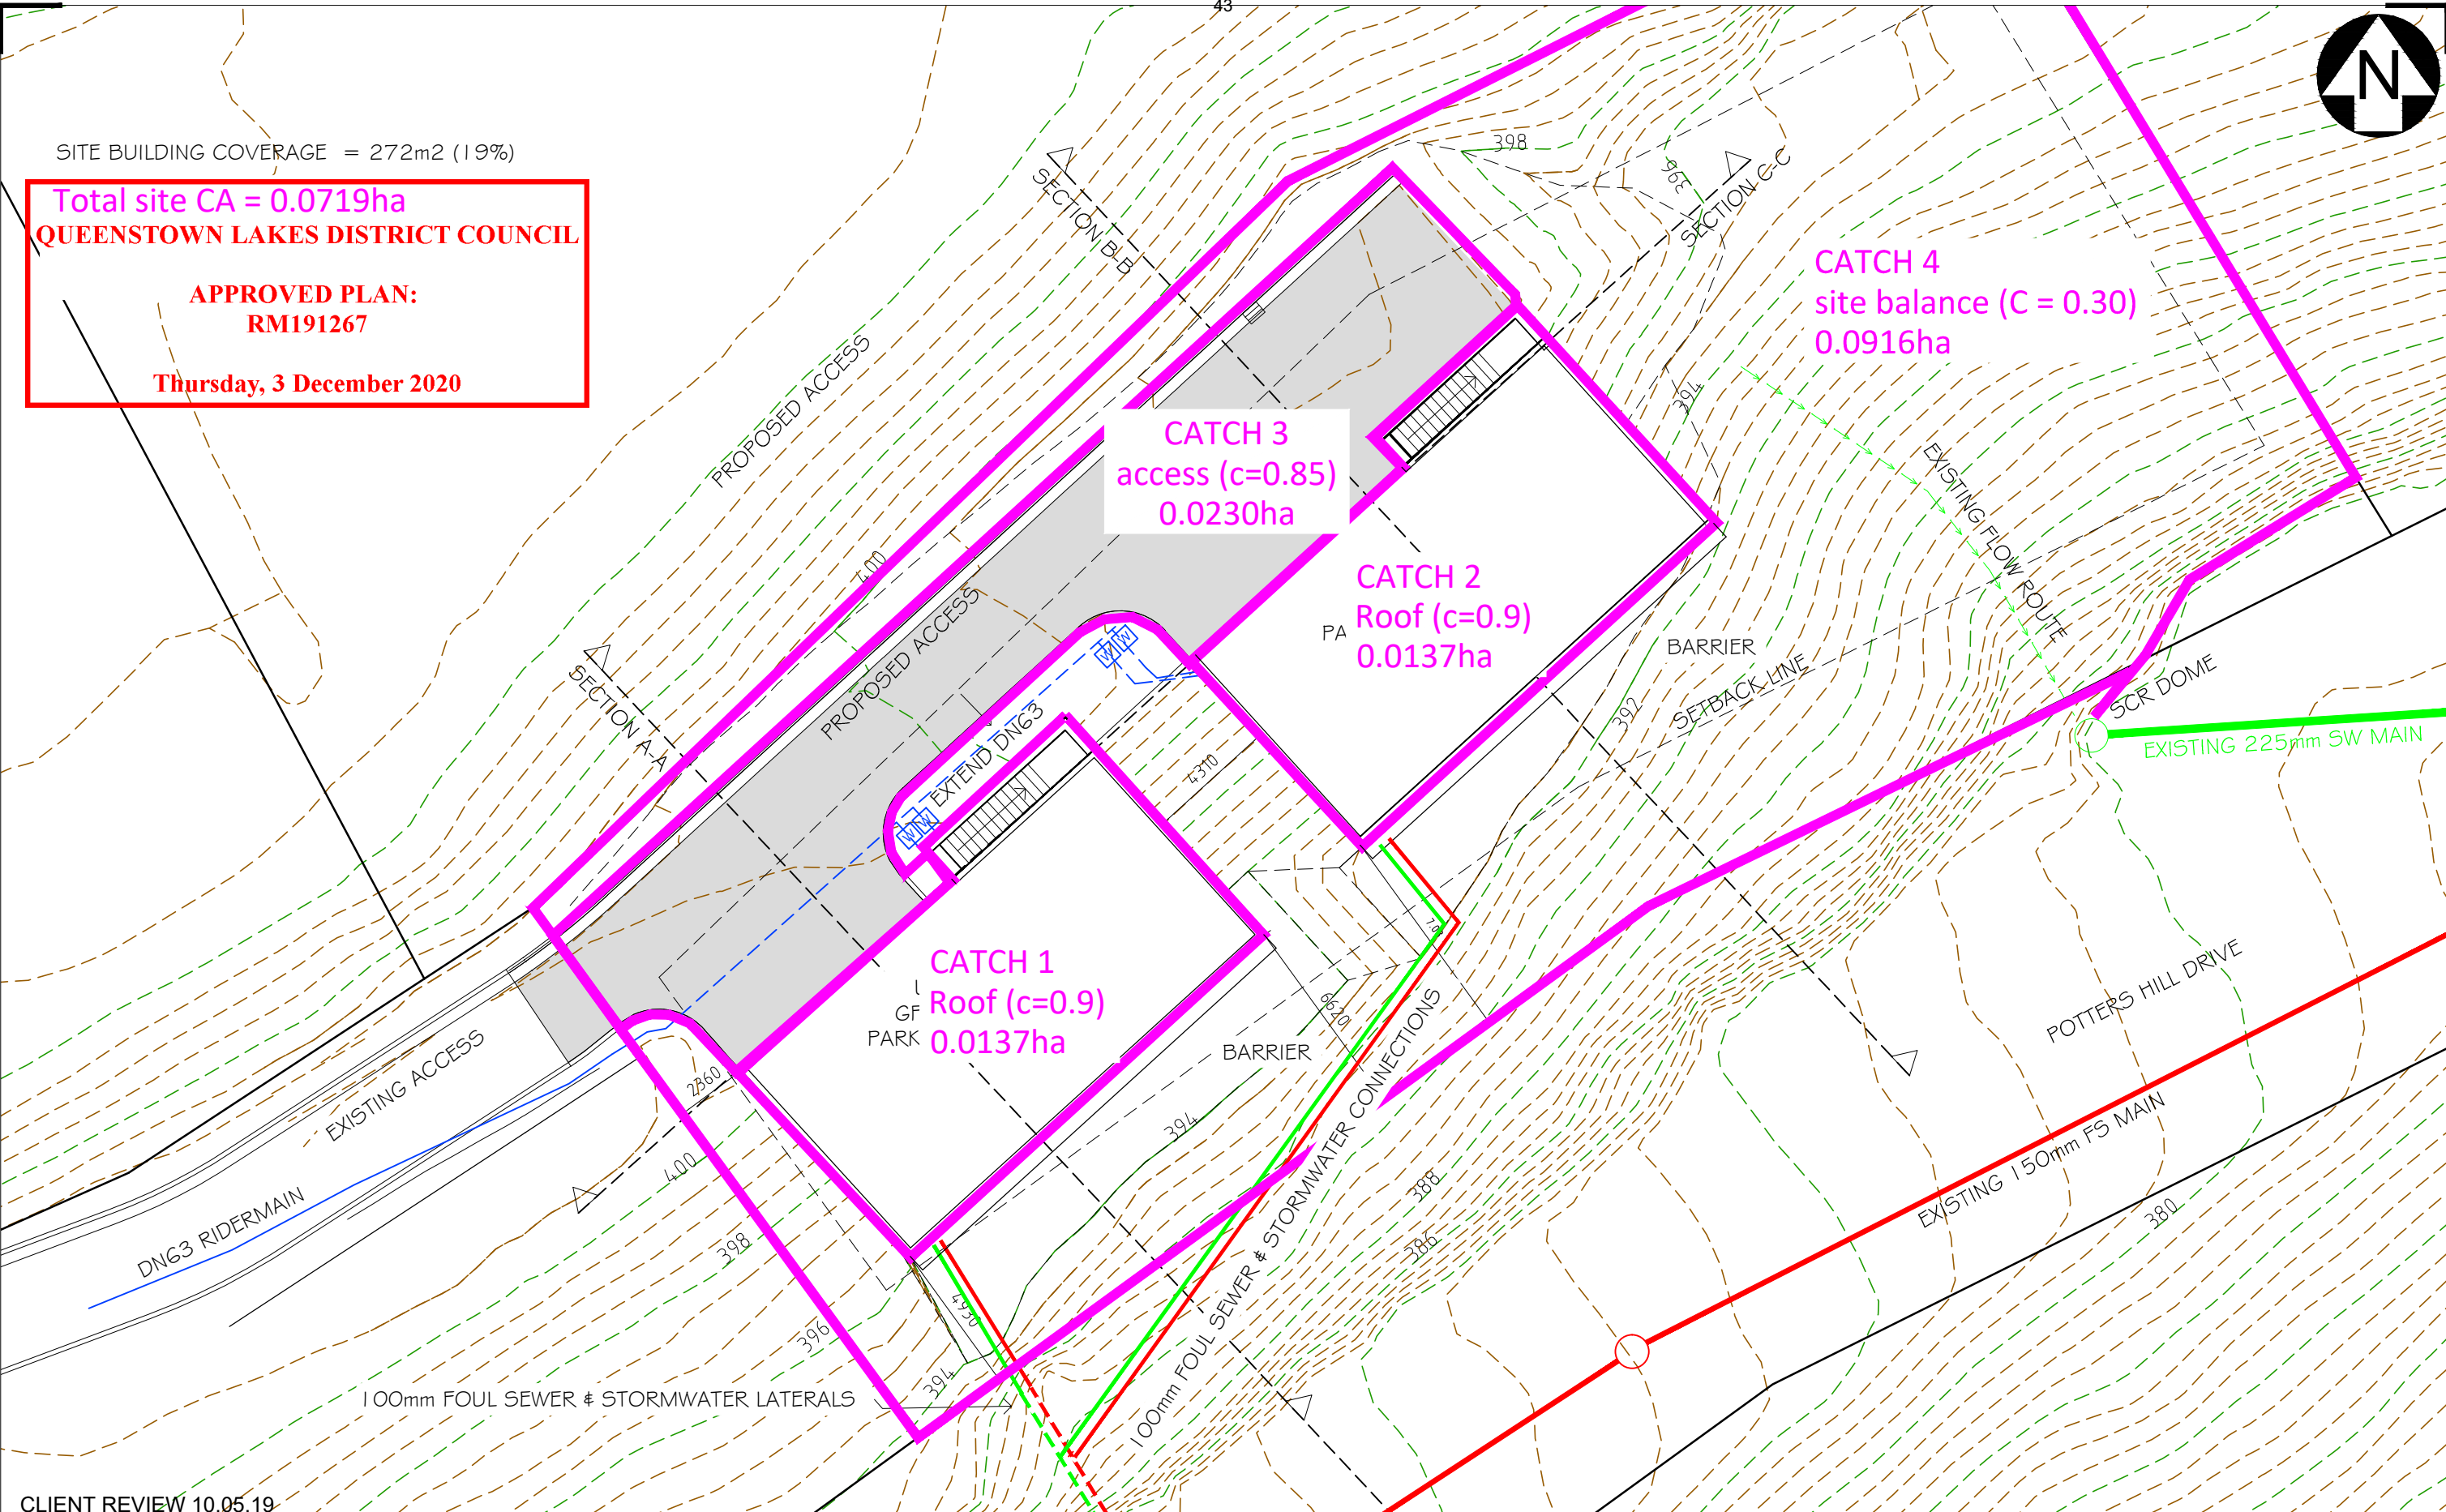 43
N
SITE BUILDING COVERAGE = 272m2 (19%)
Total site CA = 0.0719ha
QUEENSTOWN LAKES DISTRICT COUNCIL
APPROVED PLAN:
RM191267
Thursday, 3 December 2020
SECTION B-B
398
396
SECTION C-C
CATCH 4
site balance (C = 0.30)
0.0916ha
PROPOSED ACCESS
394
CATCH 3
access (c=0.85)
0.0230ha
EXISTING FLOW ROUTE
400
PROPOSED ACCESS
CATCH 2
PA Roof (c=0.9)
0.0137ha
W W
BARRIER
SETBACK LINE
392
SCR DOME
EXISTING 225mm SW MAIN
SECTION A-A
EXTEND DN63
4310
W W
CATCH 1
GF Roof (c=0.9)
PARK 0.0137ha
6620
BARRIER
POTTERS HILL DRIVE
EXISTING ACCESS
2360
400
394
EXISTING 150mm FS MAIN
380
388
386
DN63 RIDERMAIN
398
396
4930
394
100mm FOUL SEWER & STORMWATER CONNECTIONS
100mm FOUL SEWER & STORMWATER LATERALS
CLIENT REVIEW 10.05.19